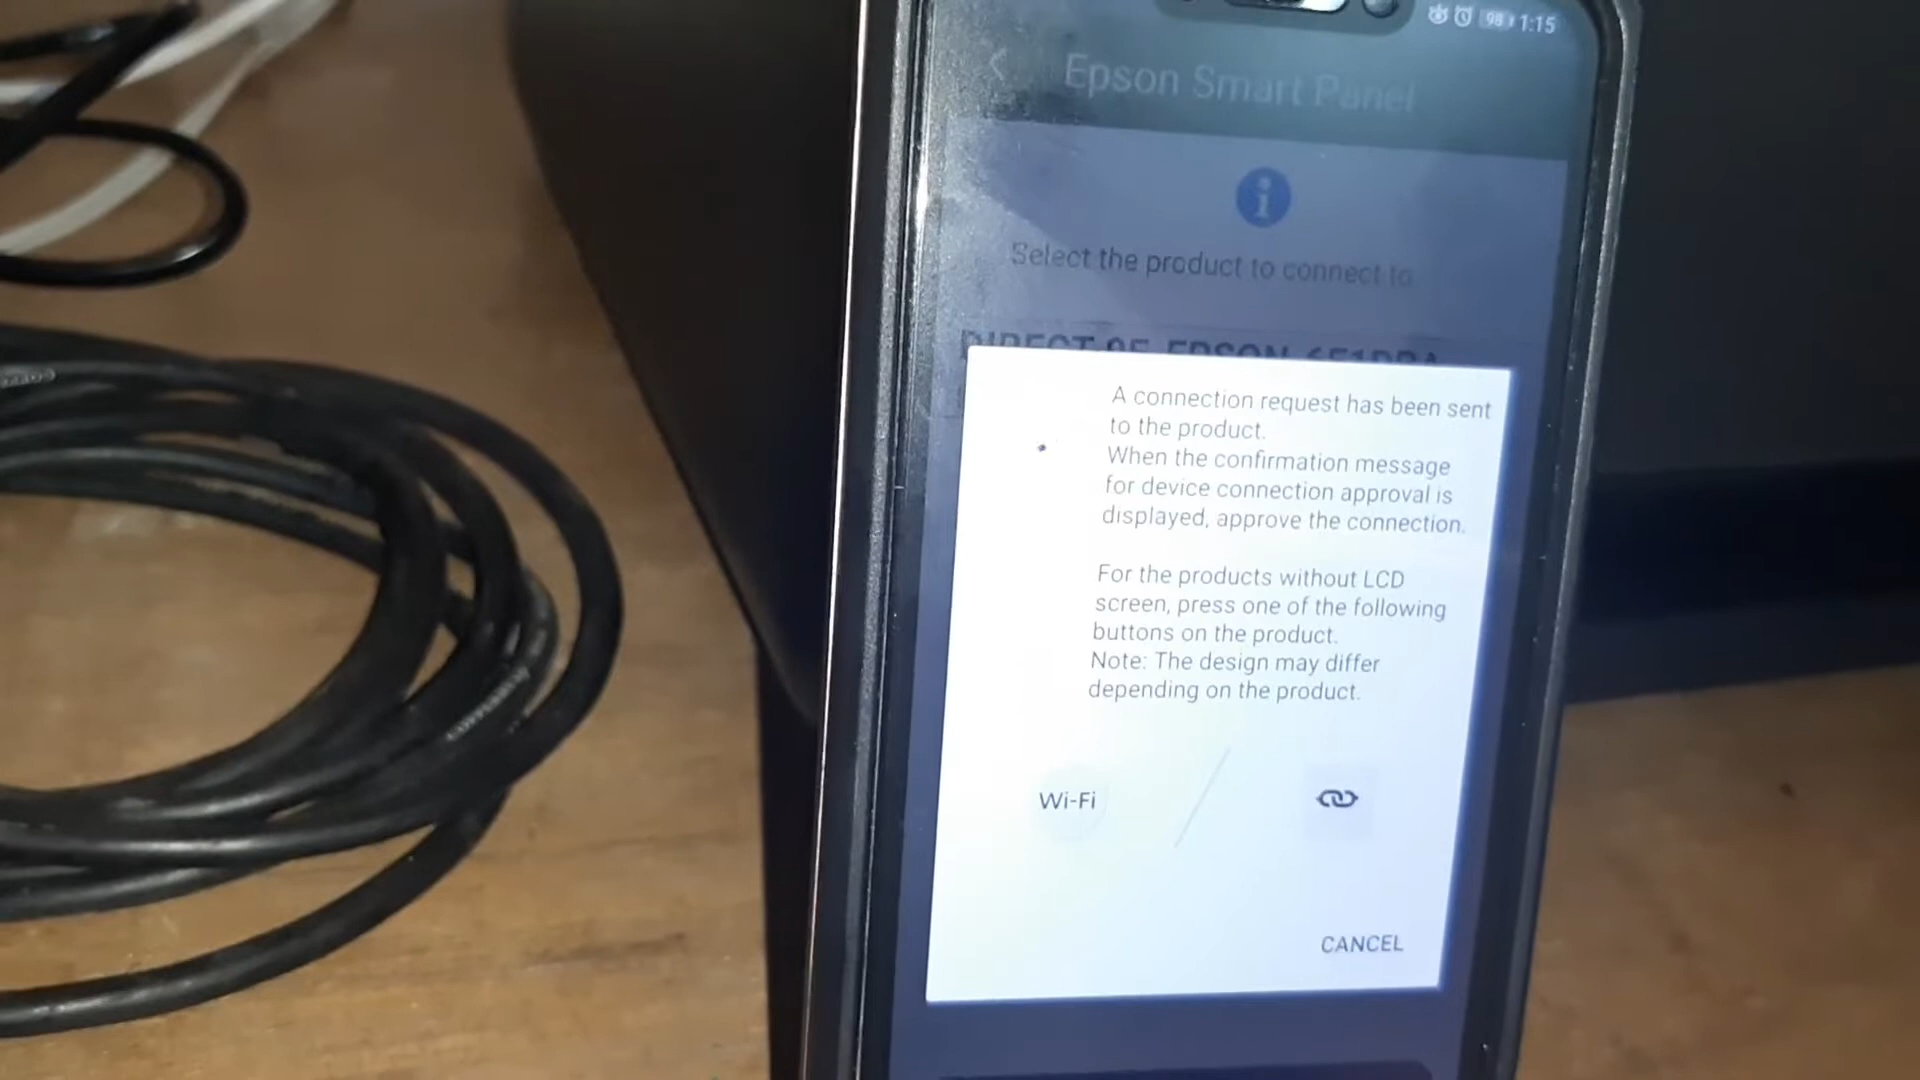 98 1:15
Epson Smart Panel
Select the product to connect to
A connection request has been sent
to the product.
When the confirmation message
for device connection approval is
displayed, approve the connection.
For the products without LCD
screen, press one of the following
buttons on the product.
Note: The design may differ
depending on the product.
Wi-Fi
CANCEL